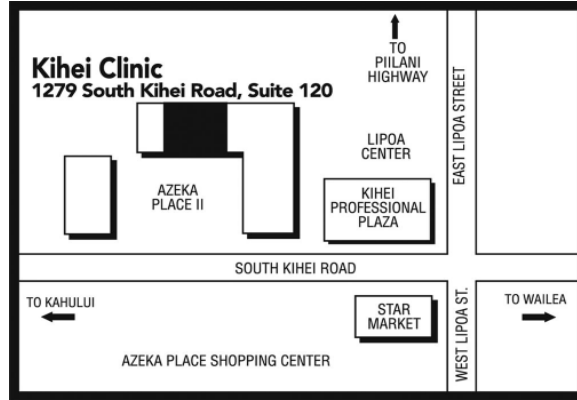 Kihei Clinic
1279 South Kihei Road, Suite 120
TO
PIILANI
HIGHWAY
EAST LIPOA STREET
LIPOA
CENTER
AZEKA
PLACE II
KIHEI
PROFESSIONAL
PLAZA
SOUTH KIHEI ROAD
TO KAHULUI
STAR
MARKET
WEST LIPOA ST.
TO WAILEA
AZEKA PLACE SHOPPING CENTER